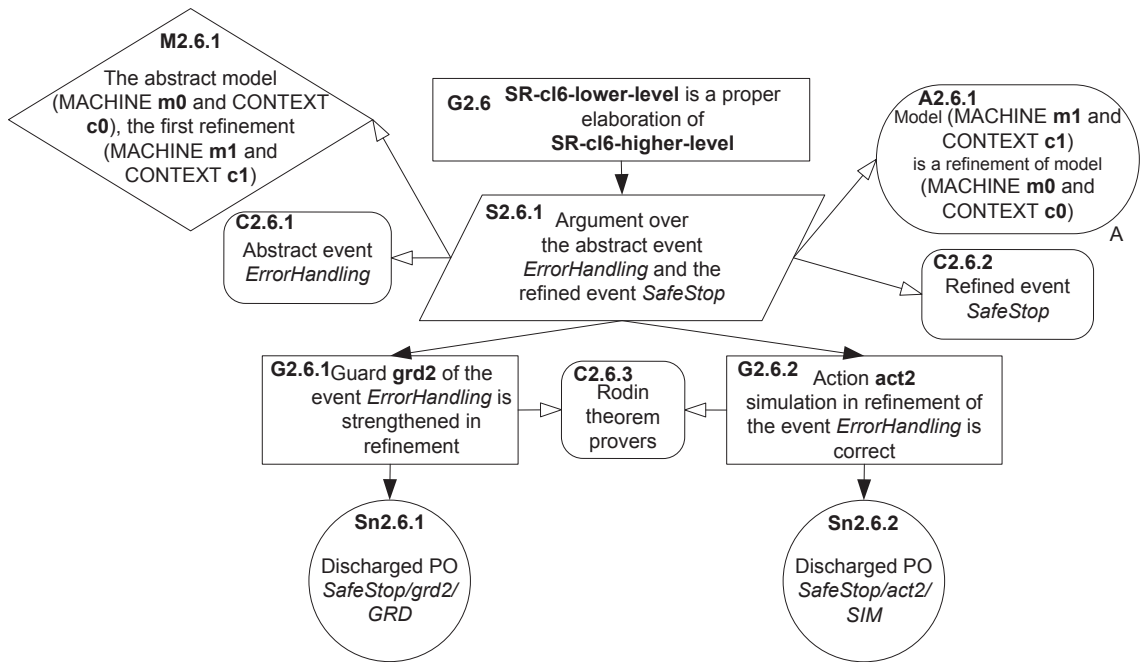 M2.6.1
The abstract model
(MACHINE m0 and CONTEXT
c0), the first refinement
(MACHINE m1 and
CONTEXT c1)
G2.6 SR-cl6-lower-level is a proper
elaboration of
SR-cl6-higher-level
A2.6.1
Model (MACHINE m1 and
CONTEXT c1)
is a refinement of model
(MACHINE m0 and
CONTEXT c0)
A
C2.6.1
Abstract event
ErrorHandling
S2.6.1
Argument over
the abstract event
ErrorHandling and the
refined event SafeStop
C2.6.2
Refined event
SafeStop
G2.6.1 Guard grd2 of the
event ErrorHandling is
strengthened in
refinement
C2.6.3
Rodin
theorem
provers
G2.6.2
Action act2
simulation in refinement of
the event ErrorHandling is
correct
Sn2.6.1
Discharged PO
SafeStop/grd2/
GRD
Sn2.6.2
Discharged PO
SafeStop/act2/
SIM